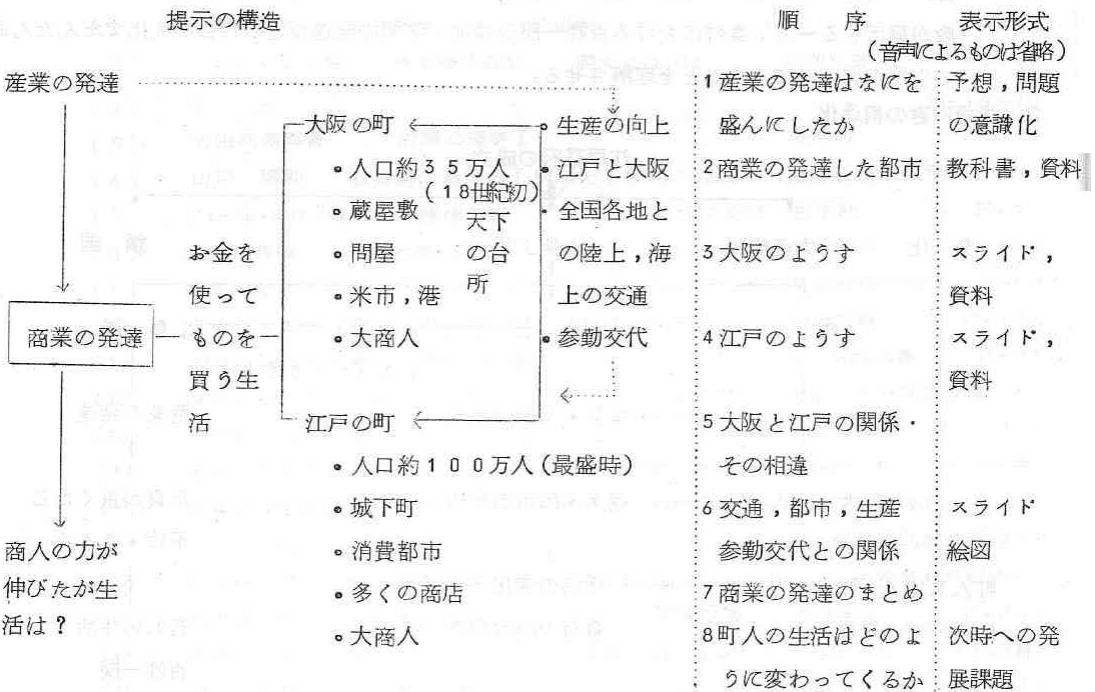 提示の構造
順 序
表示形式
(音声によるものは省略)
産業の発達
商業の発達
商人の力が
伸びたが生
活は?
お金を
使って
ものを
買う生
活
大阪の町
•人口約35万人
(18世紀初)
•蔵屋敷
•問屋
•米市,港
•大商人
天下
の台
所
江戸の町
•人口約100万人(最盛時)
•城下町
•消費都市
•多くの商店
•大商人
•生産の向上
•江戸と大阪
•全国各地と
の陸上,海
上の交通
•参勤交代
1産業の発達はなにを
盛んにしたか
2商業の発達した都市
3大阪のようす
4江戸のようす
5大阪と江戸の関係・
その相違
6交通,都市,生産
参勤交代との関係
7商業の発達のまとめ
8町人の生活はどのよ
うに変わってくるか
予想,問題
の意識化
教科書,資料
スライド,
資料
スライド,
資料
スライド
絵図
次時への発
展課題